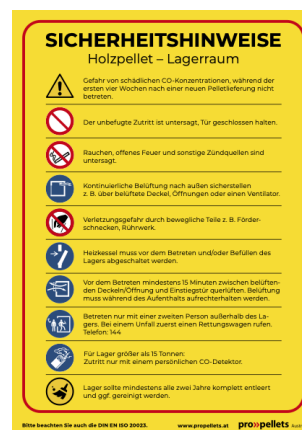 SICHERHEITSHINWEISE
Holzpellet – Lagerraum
Gefahr von schädlichen CO-Konzentrationen, während der
ersten vier Wochen nach einer neuen Pelletlieferung nicht
betreten.
Der unbefugte Zutritt ist untersagt, Tür geschlossen halten.
Rauchen, offenes Feuer und sonstige Zündquellen sind
untersagt.
Kontinuierliche Belüftung nach außen sicherstellen
z. B. über belüftete Deckel, Öffnungen oder einen Ventilator.
Verletzungsgefahr durch bewegliche Teile z. B. Förder-
schnecken, Rührwerk.
Heizkessel muss vor dem Betreten und/oder Befüllen des
Lagers abgeschaltet werden.
Vor dem Betreten mindestens 15 Minuten zwischen belüften-
den Deckeln/Öffnung und Einstiegstür querlüften. Belüftung
muss während des Aufenthalts aufrechterhalten werden.
Betreten nur mit einer zweiten Person außerhalb des La-
gers. Bei einem Unfall zuerst einen Rettungswagen rufen.
Telefon: 144
Für Lager größer als 15 Tonnen:
Zutritt nur mit einem persönlichen CO-Detektor.
Lager sollte mindestens alle zwei Jahre komplett entleert
und ggf. gereinigt werden.
Bitte beachten Sie auch die DIN EN ISO 20023.
www.propellets.at
pro»pellets